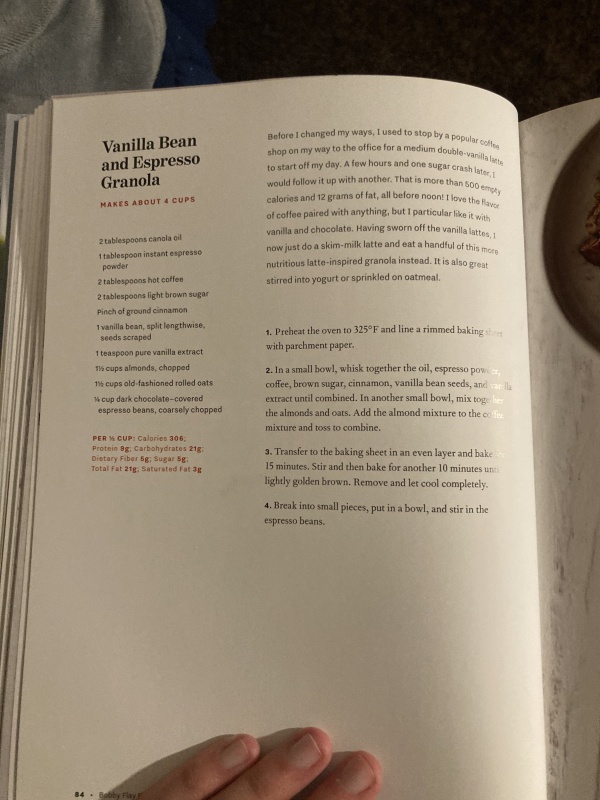 Vanilla Bean
and Espresso
Granola
MAKES ABOUT 4 CUPS
2 tablespoons canola oil
1 tablespoon instant espresso
powder
2 tablespoons hot coffee
2 tablespoons light brown sugar
Pinch of ground cinnamon
1 vanilla bean, split lengthwise,
seeds scraped
1 teaspoon pure vanilla extract
1½ cups almonds, chopped
1½ cups old-fashioned rolled oats
¼ cup dark chocolate–covered
espresso beans, coarsely chopped
PER ½ CUP: Calories 306;
Protein 9g; Carbohydrates 21g;
Dietary Fiber 5g; Sugar 5g;
Total Fat 21g; Saturated Fat 3g
Before I changed my ways, I used to stop by a popular coffee
shop on my way to the office for a medium double-vanilla latte
to start off my day. A few hours and one sugar crash later, I
would follow it up with another. That is more than 500 empty
calories and 12 grams of fat, all before noon! I love the flavor
of coffee paired with anything, but I particular like it with
vanilla and chocolate. Having sworn off the vanilla lattes, I
now just do a skim-milk latte and eat a handful of this more
nutritious latte-inspired granola instead. It is also great
stirred into yogurt or sprinkled on oatmeal.
1. Preheat the oven to 325°F and line a rimmed baking sheet
with parchment paper.
2. In a small bowl, whisk together the oil, espresso powder,
coffee, brown sugar, cinnamon, vanilla bean seeds, and vanilla
extract until combined. In another small bowl, mix together
the almonds and oats. Add the almond mixture to the coffee
mixture and toss to combine.
3. Transfer to the baking sheet in an even layer and bake
15 minutes. Stir and then bake for another 10 minutes until
lightly golden brown. Remove and let cool completely.
4. Break into small pieces, put in a bowl, and stir in the
espresso beans.
84 • Bobby Flay